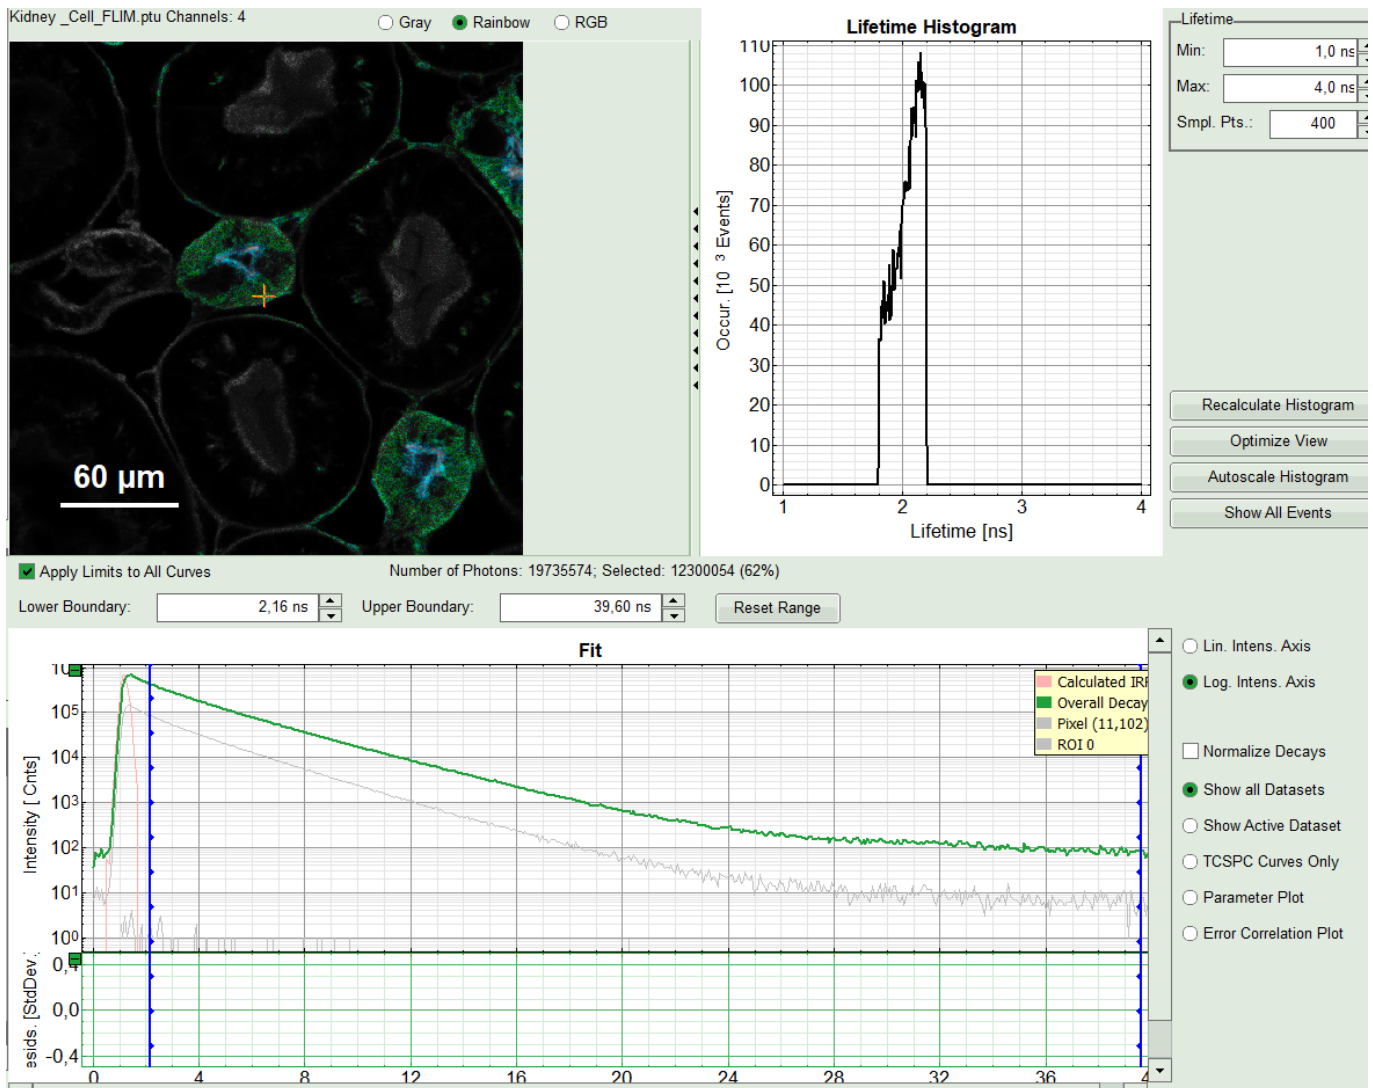 Kidney _Cell_FLIM.ptu Channels: 4
Gray
Rainbow
RGB
60 µm
Lifetime Histogram
Occur. [10 3 Events]
110
100
90
80
70
60
50
40
30
20
10
0
1
2
3
4
Lifetime [ns]
Lifetime
Min:
1,0 ns
Max:
4,0 ns
Smpl. Pts.:
400
Recalculate Histogram
Optimize View
Autoscale Histogram
Show All Events
Apply Limits to All Curves
Number of Photons: 19735574; Selected: 12300054 (62%)
Lower Boundary:
2,16 ns
Upper Boundary:
39,60 ns
Reset Range
Fit
Intensity [ Cnts]
10
10⁵
10⁴
10³
10²
10¹
10⁰
Calculated IRF
Overall Decay
Pixel (11,102)
ROI 0
esids. [StdDev.]
0,4
0,0
-0,4
0
4
8
12
16
20
24
28
32
36
4
Lin. Intens. Axis
Log. Intens. Axis
Normalize Decays
Show all Datasets
Show Active Dataset
TCSPC Curves Only
Parameter Plot
Error Correlation Plot